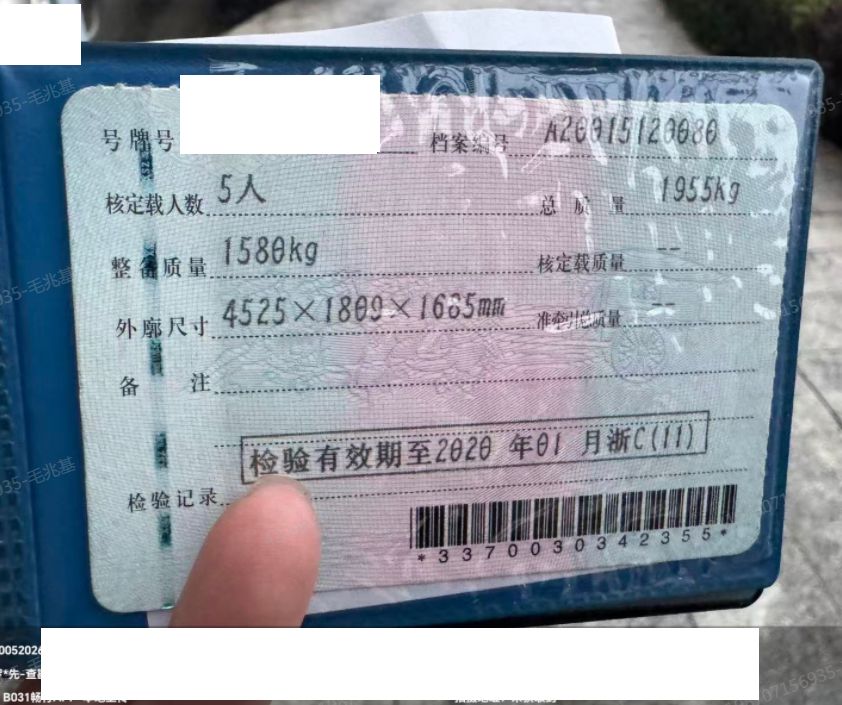 号牌号 档案编号 A20015120080
核定载人数 5人 总质量 1955kg
整备质量 1580kg 核定载质量 --
外廓尺寸 4525×1809×1685mm 准牵引总质量 --
备注
检验有效期至2020年01月浙C(11)
检验记录
*3370030342355*
0052026
B031